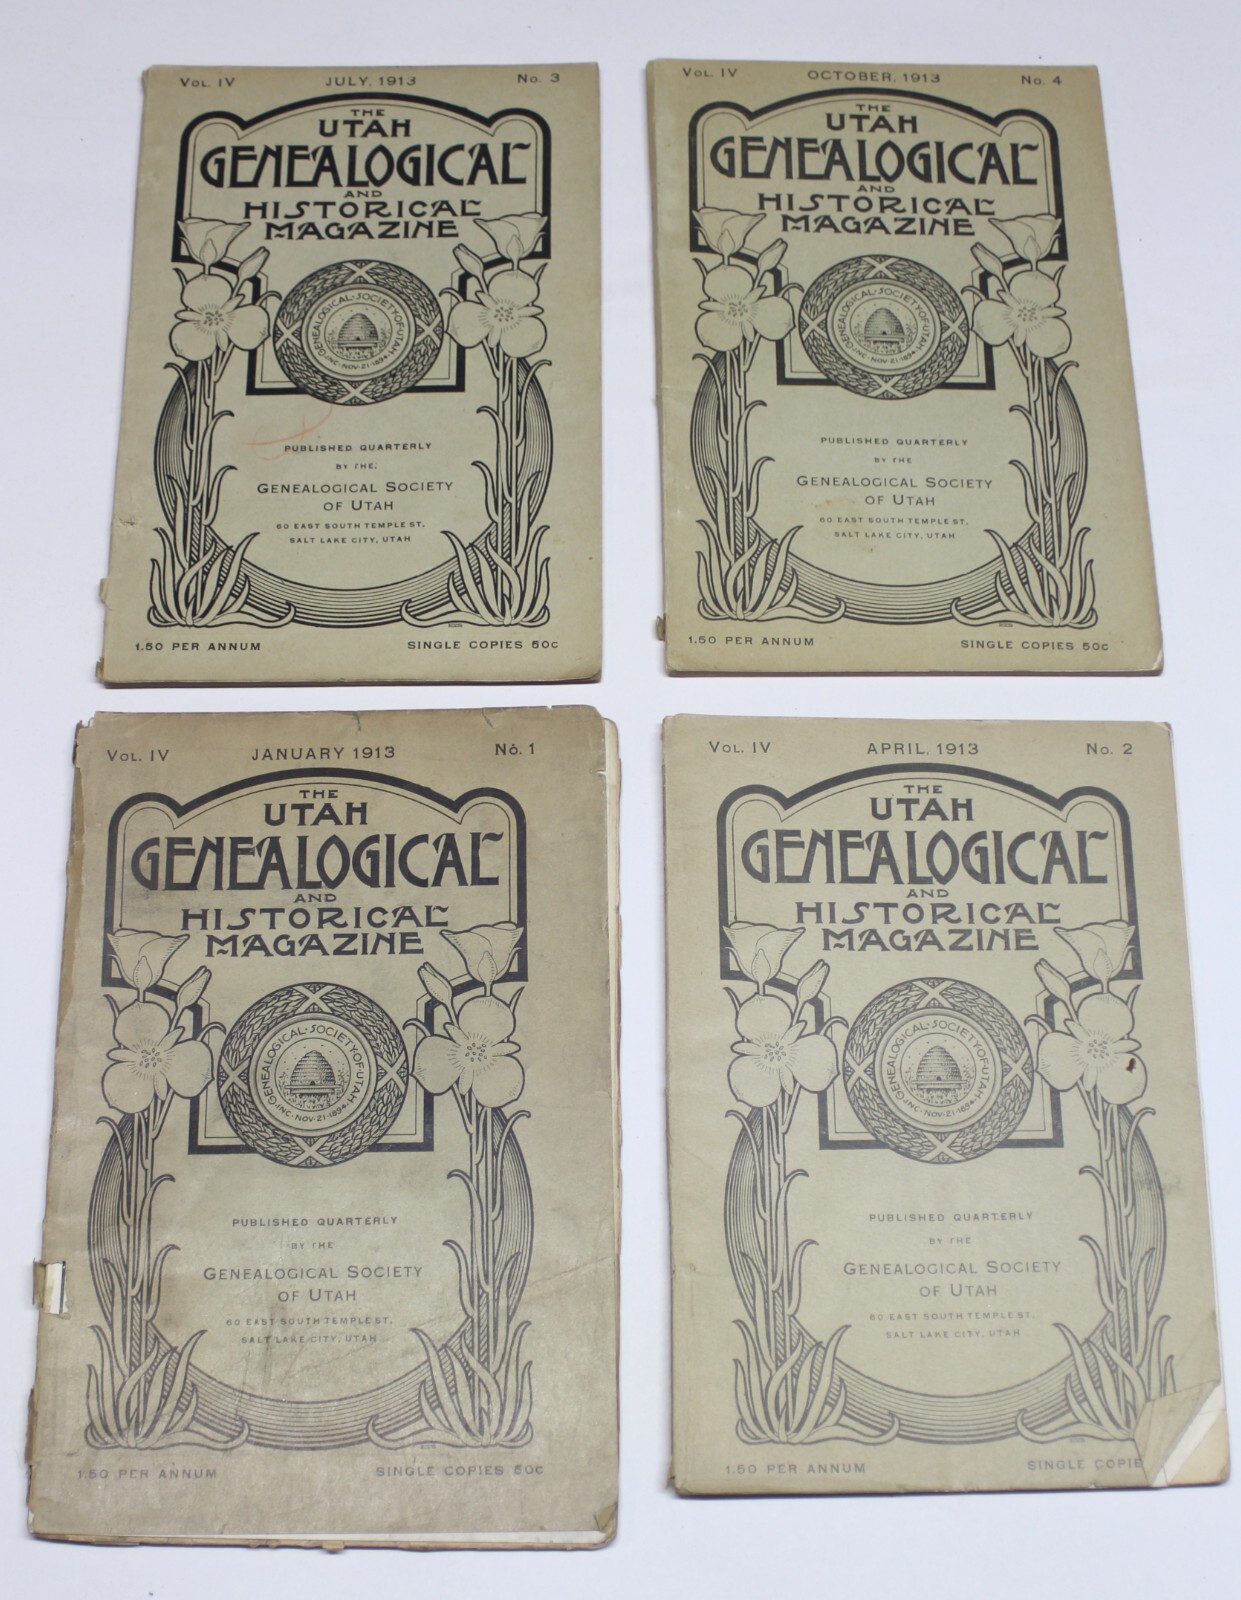 VOL. IV JULY, 1913 No. 3
THE
UTAH
GENEALOGICAL
AND
HISTORICAL
MAGAZINE
GENEALOGICAL·SOCIETY OF UTAH·
INC·NOV·21·1894·
PUBLISHED QUARTERLY
BY THE
GENEALOGICAL SOCIETY
OF UTAH
60 EAST SOUTH TEMPLE ST,
SALT LAKE CITY, UTAH
1.50 PER ANNUM SINGLE COPIES 50c
VOL. IV OCTOBER, 1913 No. 4
THE
UTAH
GENEALOGICAL
AND
HISTORICAL
MAGAZINE
GENEALOGICAL·SOCIETY OF UTAH·
INC·NOV·21·1894·
PUBLISHED QUARTERLY
BY THE
GENEALOGICAL SOCIETY
OF UTAH
60 EAST SOUTH TEMPLE ST,
SALT LAKE CITY, UTAH
1.50 PER ANNUM SINGLE COPIES 50c
VOL. IV JANUARY 1913 No. 1
THE
UTAH
GENEALOGICAL
AND
HISTORICAL
MAGAZINE
GENEALOGICAL·SOCIETY OF UTAH·
INC·NOV·21·1894·
PUBLISHED QUARTERLY
BY THE
GENEALOGICAL SOCIETY
OF UTAH
60 EAST SOUTH TEMPLE ST,
SALT LAKE CITY, UTAH
1.50 PER ANNUM SINGLE COPIES 50c
VOL. IV APRIL, 1913 No. 2
THE
UTAH
GENEALOGICAL
AND
HISTORICAL
MAGAZINE
GENEALOGICAL·SOCIETY OF UTAH·
INC·NOV·21·1894·
PUBLISHED QUARTERLY
BY THE
GENEALOGICAL SOCIETY
OF UTAH
60 EAST SOUTH TEMPLE ST,
SALT LAKE CITY, UTAH
1.50 PER ANNUM SINGLE COPIE